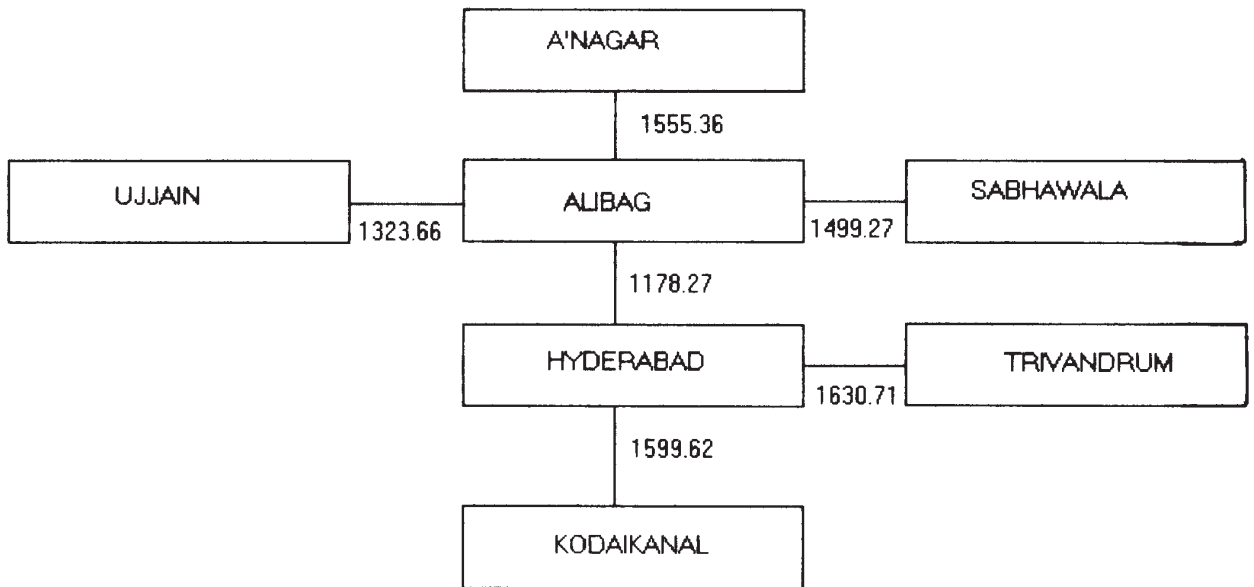 A'NAGAR
1555.36
UJJAIN
ALIBAG
SABHAWALA
1323.66
1499.27
1178.27
HYDERABAD
TRIVANDRUM
1630.71
1599.62
KODAIKANAL